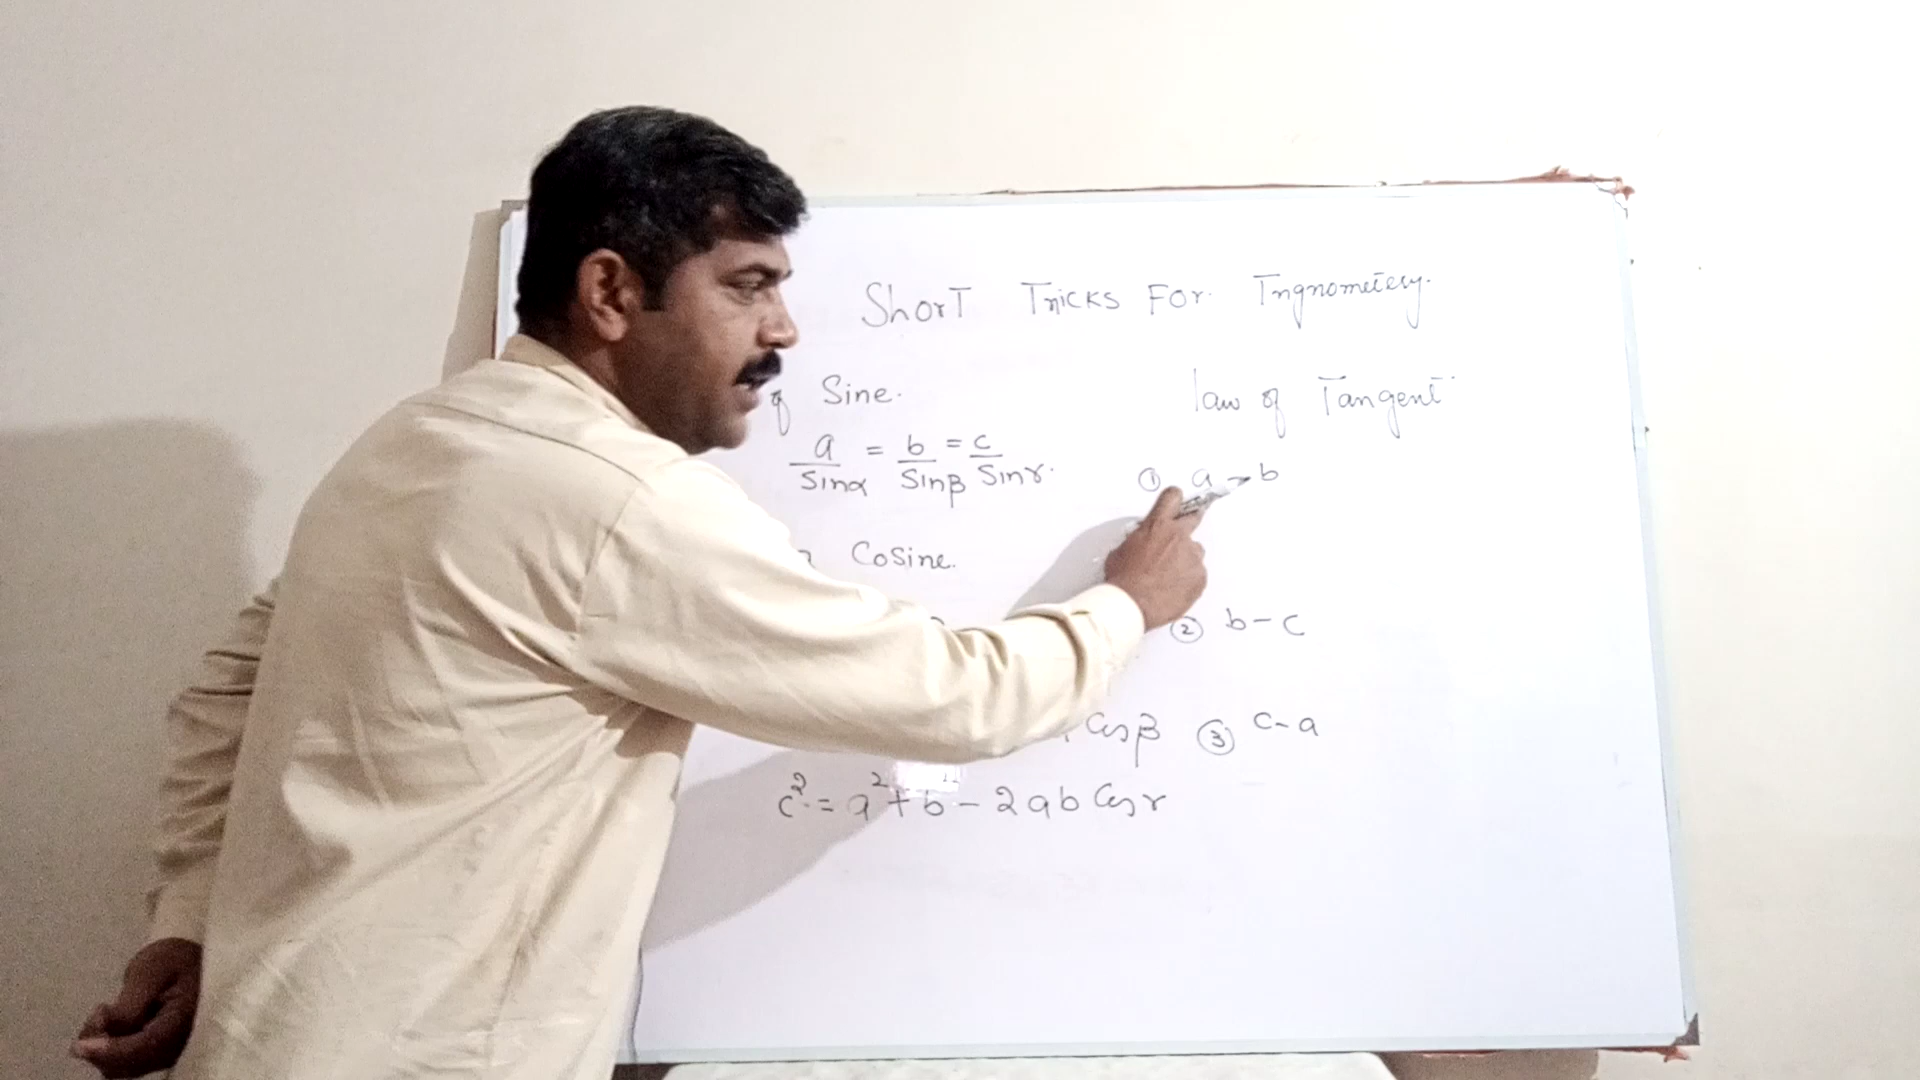 Short Tricks For Trignometery.
of Sine.
law of Tangent
a/Sinα = b/Sinβ = c/Sinγ.
① a - b
Cosine.
② b - c
Cosβ
③ c - a
c² = a² + b² - 2ab Cosγ